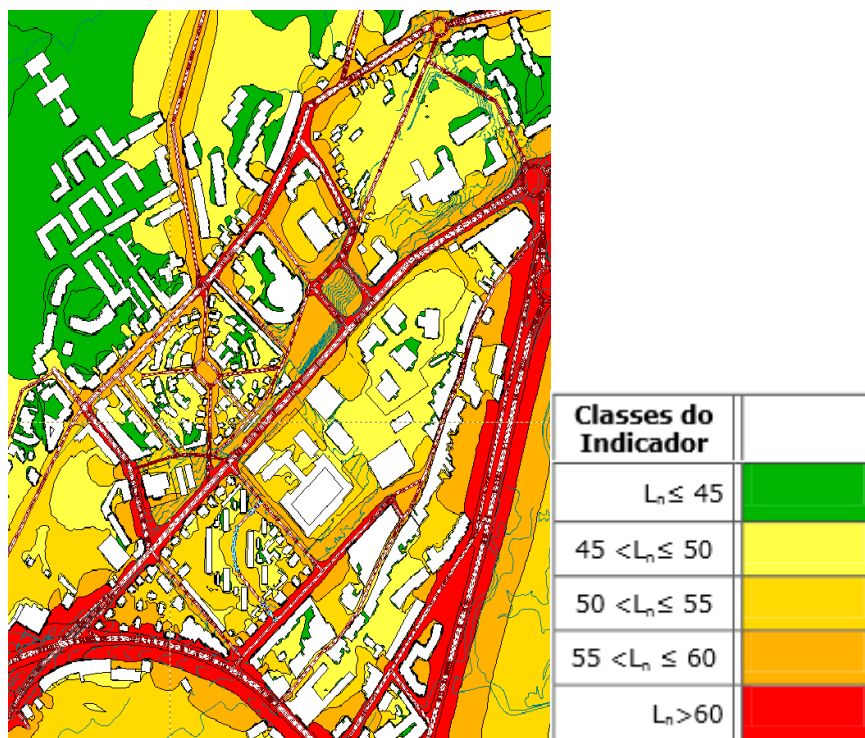 Classes do
Indicador
Lₙ≤ 45
45 <Lₙ≤ 50
50 <Lₙ≤ 55
55 <Lₙ ≤ 60
Lₙ>60